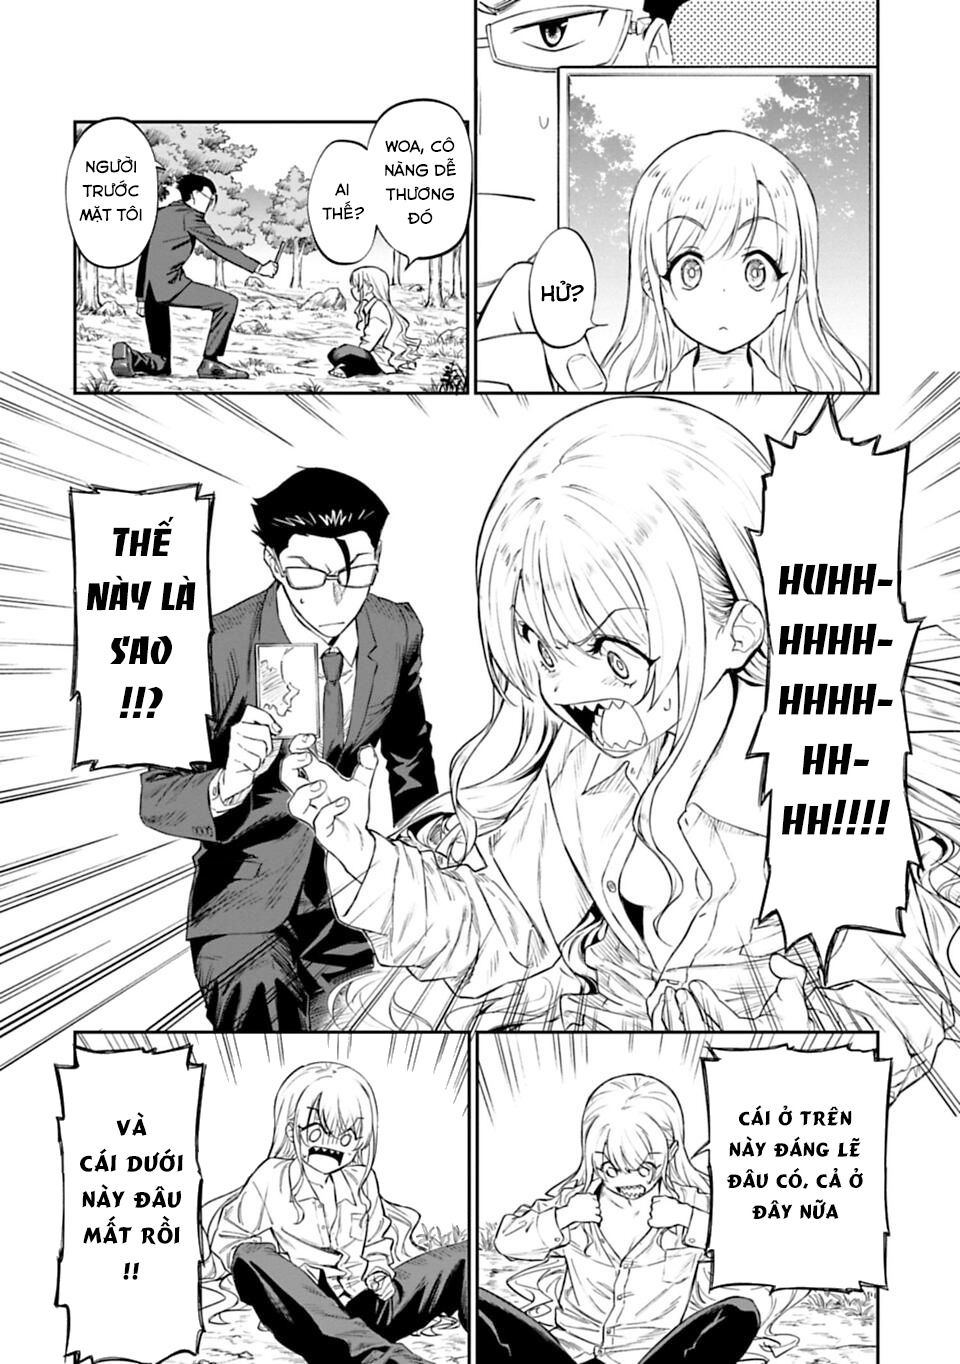 HỬ?
WOA, CÔ
NÀNG DỄ
THƯƠNG
ĐÓ
AI
THẾ?
NGƯỜI
TRƯỚC
MẶT TÔI
HUHH-
HHHH-
HHHH-
HH-
HH!!!!
THẾ
NÀY LÀ
SAO
!!?
CÁI Ở TRÊN
NÀY ĐÁNG LẼ
ĐÂU CÓ, CẢ Ở
ĐÂY NỮA
VÀ
CÁI DƯỚI
NÀY ĐÂU
MẤT RỒI
!!